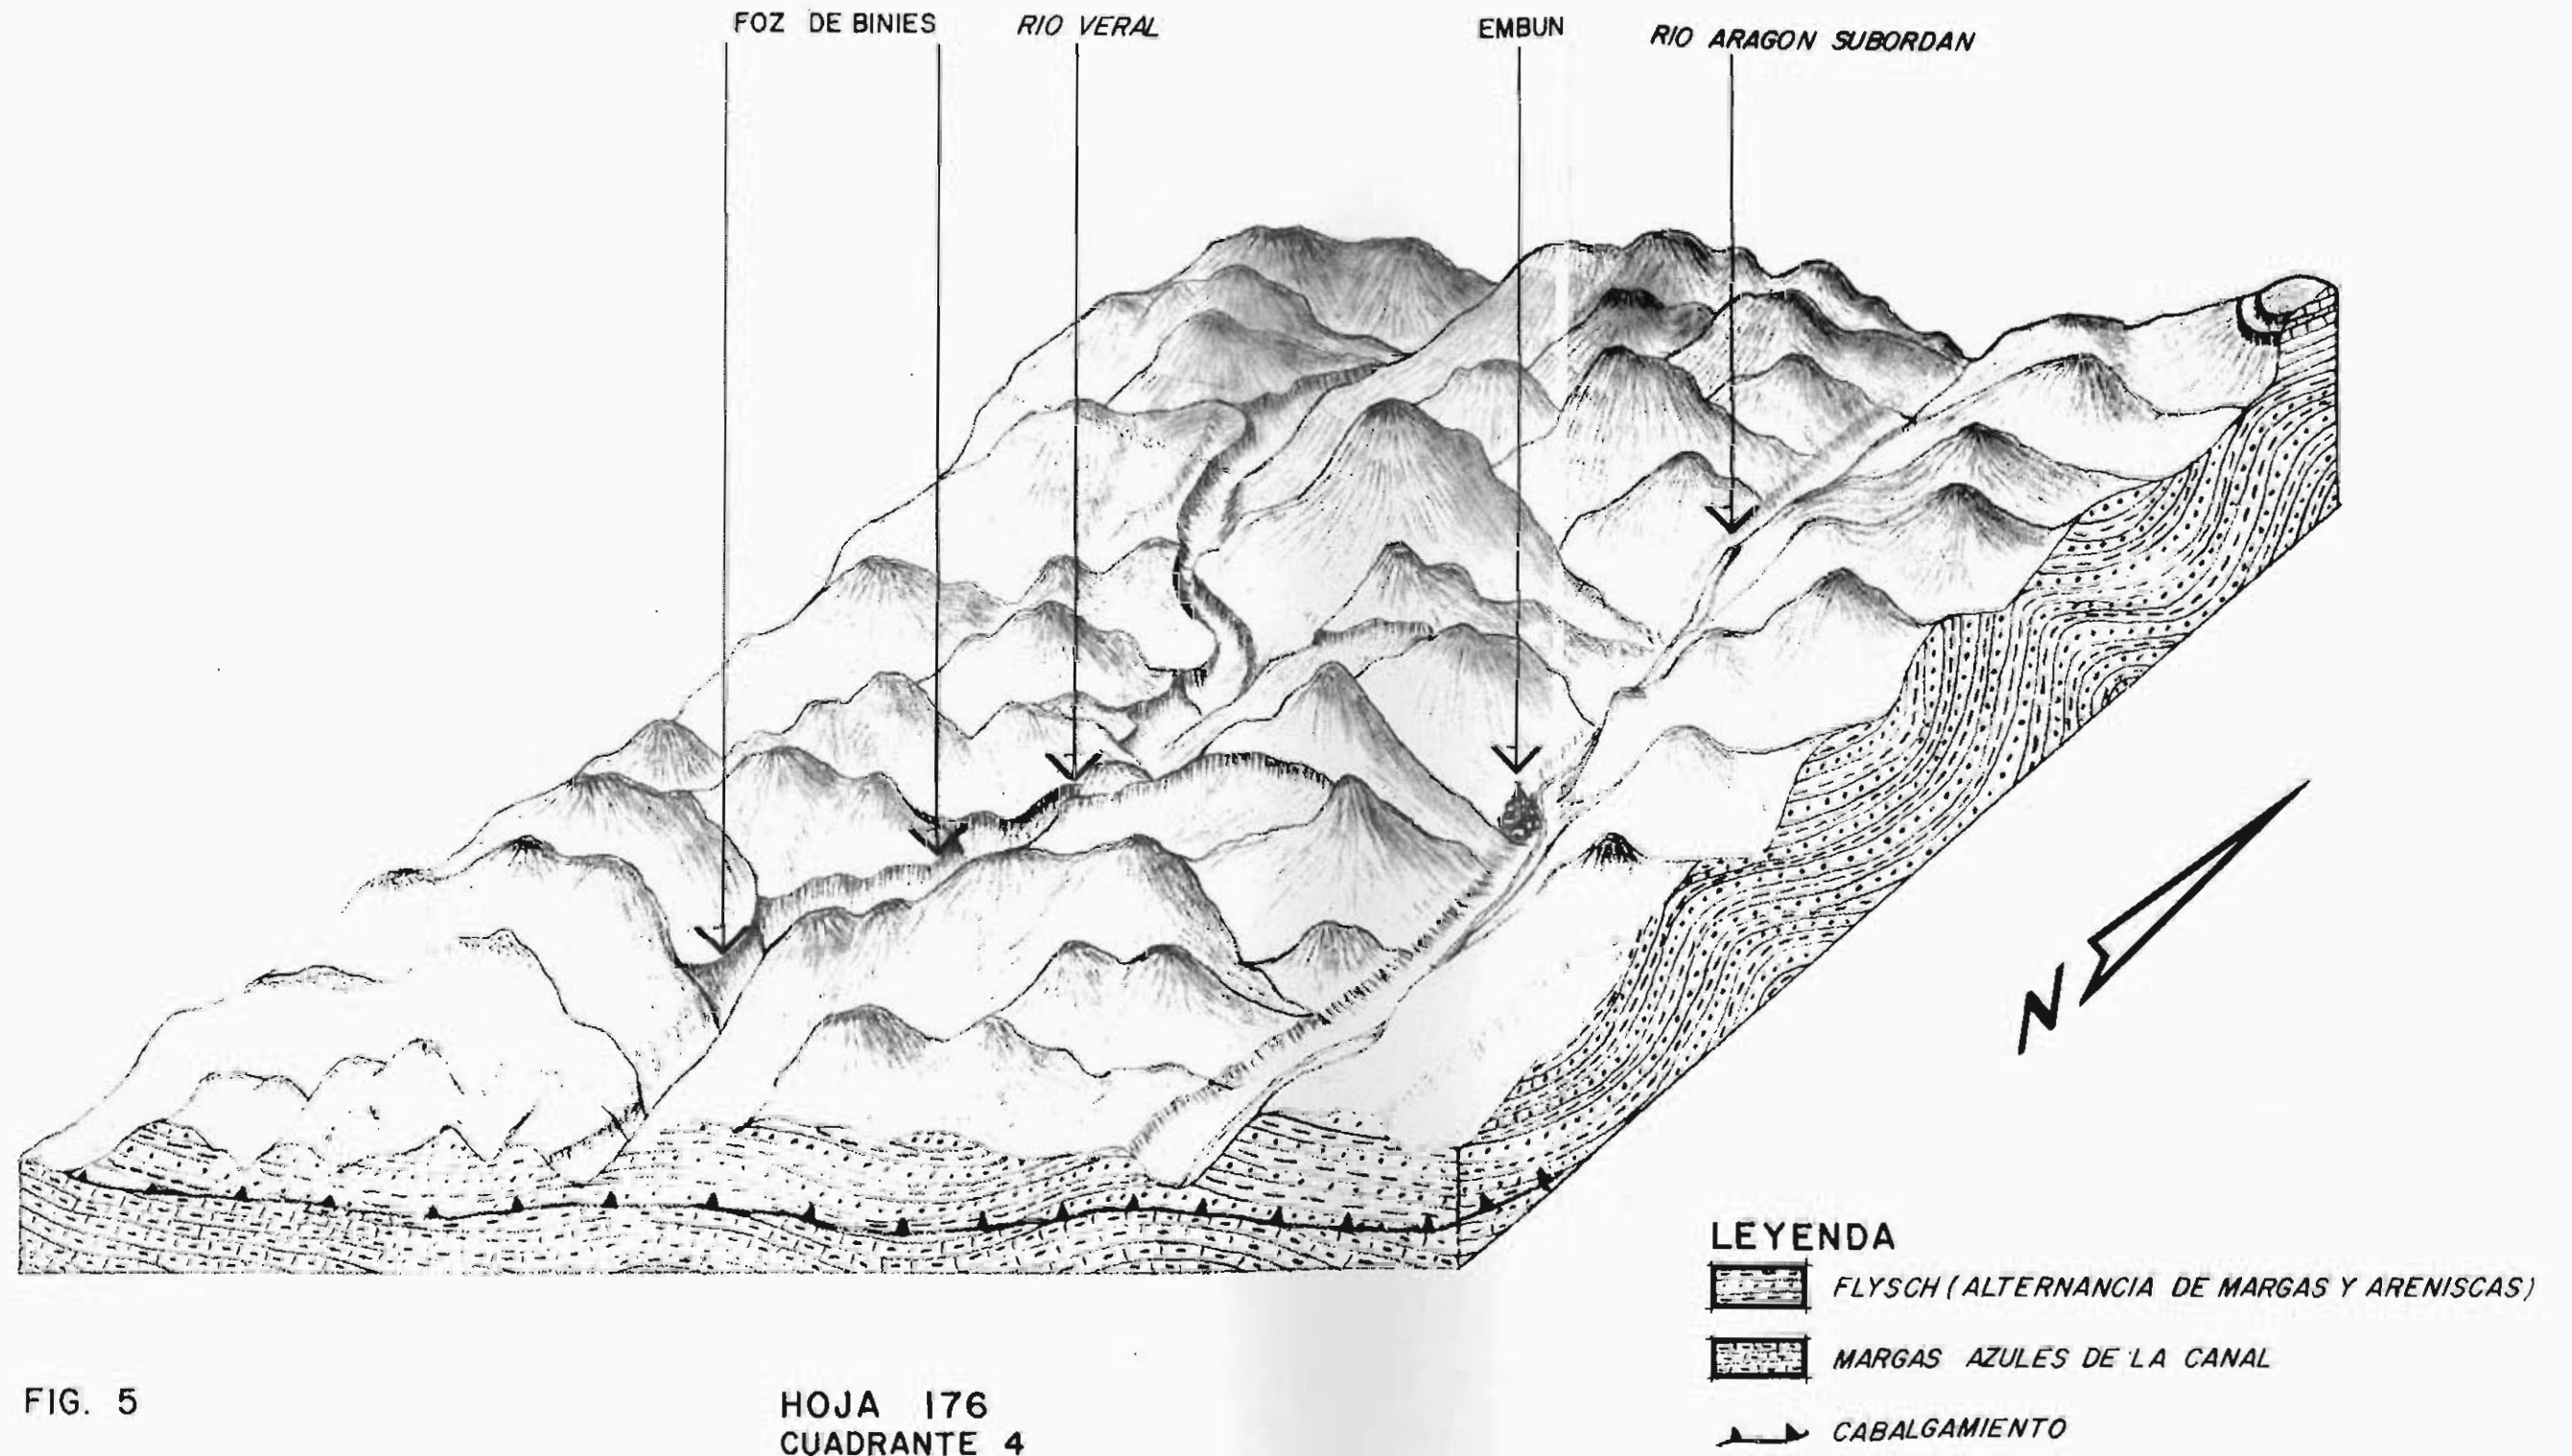 FOZ DE BINIES
RIO VERAL
EMBUN
RIO ARAGON SUBORDAN
N
LEYENDA
FLYSCH (ALTERNANCIA DE MARGAS Y ARENISCAS)
MARGAS AZULES DE LA CANAL
CABALGAMIENTO
FIG. 5
HOJA 176
CUADRANTE 4